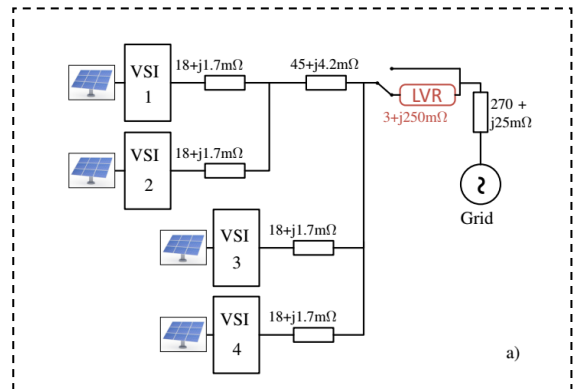 18+j1.7mΩ
45+j4.2mΩ
VSI
1
LVR
3+j250mΩ
270 +
j25mΩ
18+j1.7mΩ
VSI
2
Grid
18+j1.7mΩ
VSI
3
18+j1.7mΩ
VSI
4
a)